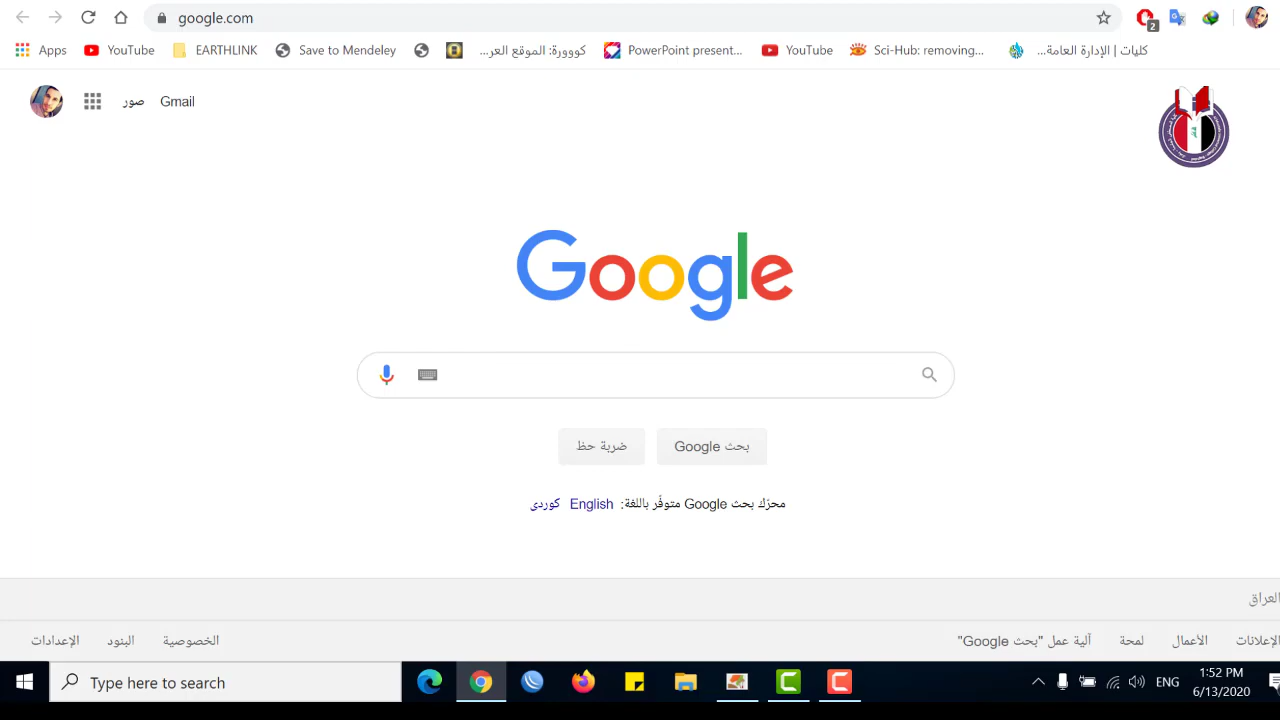 google.com
2
Apps YouTube EARTHLINK Save to Mendeley كووورة: الموقع العر... PowerPoint present... YouTube Sci-Hub: removing... كليات | الإدارة العامة...
صور Gmail
Google
ضربة حظ بحث Google
محرّك بحث Google متوفّر باللغة: English كوردی
العراق
الإعلانات الأعمال لمحة آلية عمل "بحث Google" الخصوصية البنود الإعدادات
Type here to search ENG 1:52 PM
6/13/2020